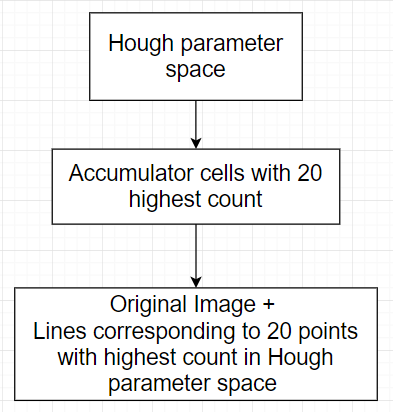 Hough parameter
space
Accumulator cells with 20
highest count
Original Image +
Lines corresponding to 20 points
with highest count in Hough
parameter space